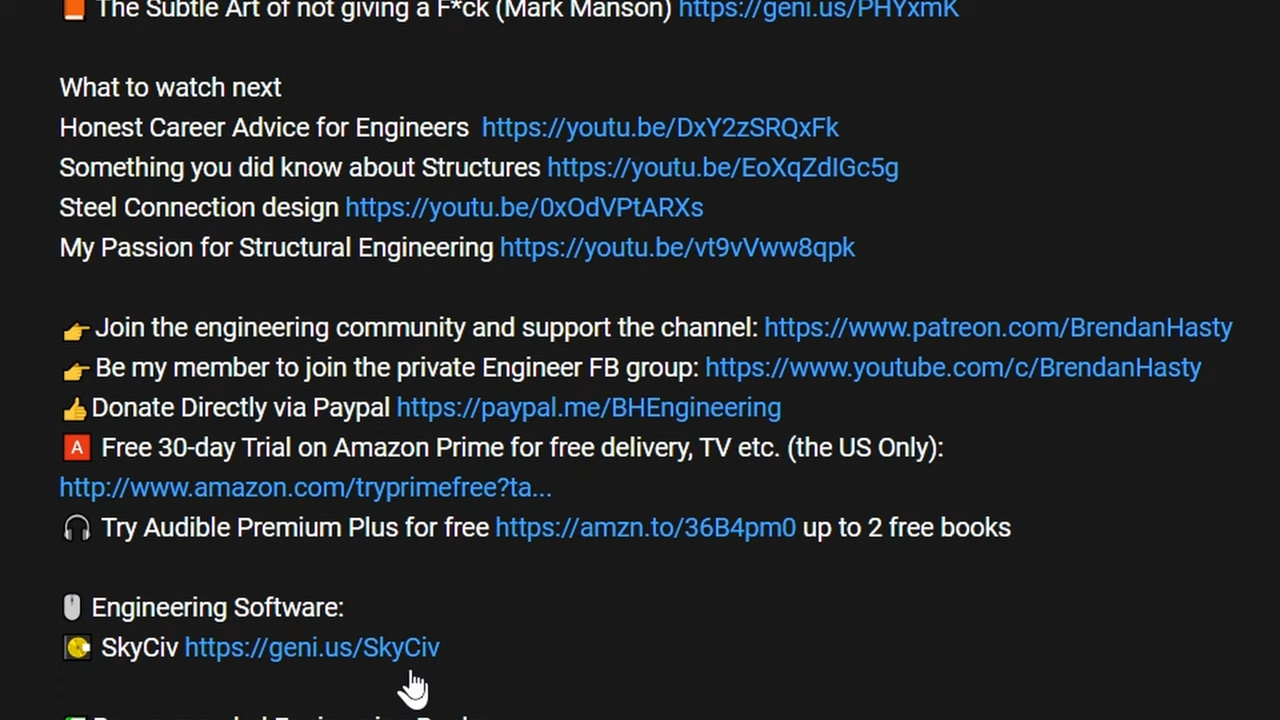 The Subtle Art of not giving a F*ck (Mark Manson) https://geni.us/PHYxmK
What to watch next
Honest Career Advice for Engineers https://youtu.be/DxY2zSRQxFk
Something you did know about Structures https://youtu.be/EoXqZdIGc5g
Steel Connection design https://youtu.be/0xOdVPtARXs
My Passion for Structural Engineering https://youtu.be/vt9vVww8qpk
👉Join the engineering community and support the channel: https://www.patreon.com/BrendanHasty
👉Be my member to join the private Engineer FB group: https://www.youtube.com/c/BrendanHasty
👍Donate Directly via Paypal https://paypal.me/BHEngineering
🅰 Free 30-day Trial on Amazon Prime for free delivery, TV etc. (the US Only):
http://www.amazon.com/tryprimefree?ta...
🎧 Try Audible Premium Plus for free https://amzn.to/36B4pm0 up to 2 free books
🖱 Engineering Software:
SkyCiv https://geni.us/SkyCiv